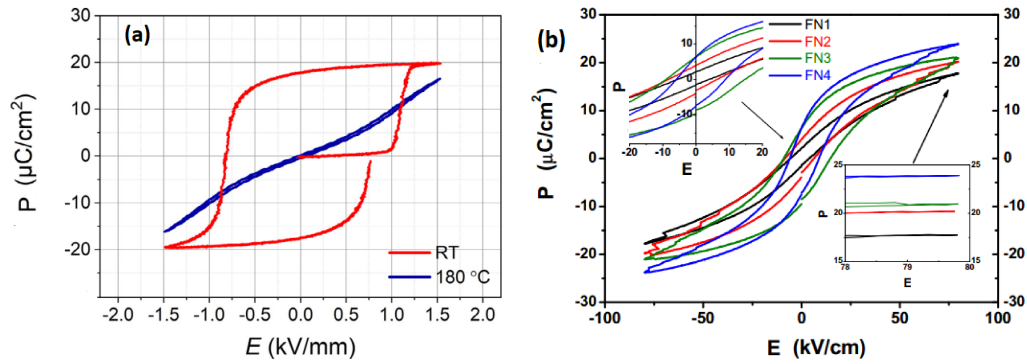 (a)
30
20
10
0
-10
-20
-30
P (μC/cm²)
RT
180 °C
-2.0 -1.5 -1.0 -0.5 0.0 0.5 1.0 1.5 2.0
E (kV/mm)
(b)
30
20
10
0
-10
-20
-30
P (μC/cm²)
10
0
-10
P
-20 -10 0 10 20
E
FN1
FN2
FN3
FN4
25
20
15
P
25
20
15
78 79 80
E
30
20
10
0
-10
-20
-30
-100 -50 0 50 100
E (kV/cm)